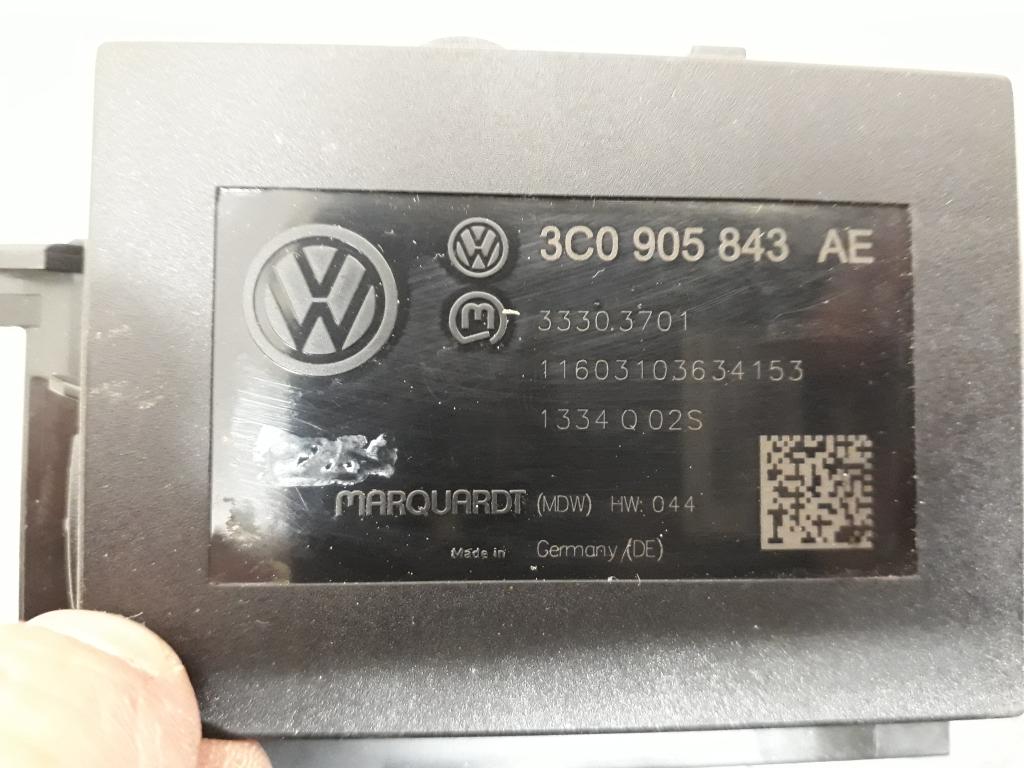 3C0 905 843 AE
3330.3701
11603103634153
1334 Q 02S
MARQUARDT (MDW) HW: 044
Made in Germany (DE)